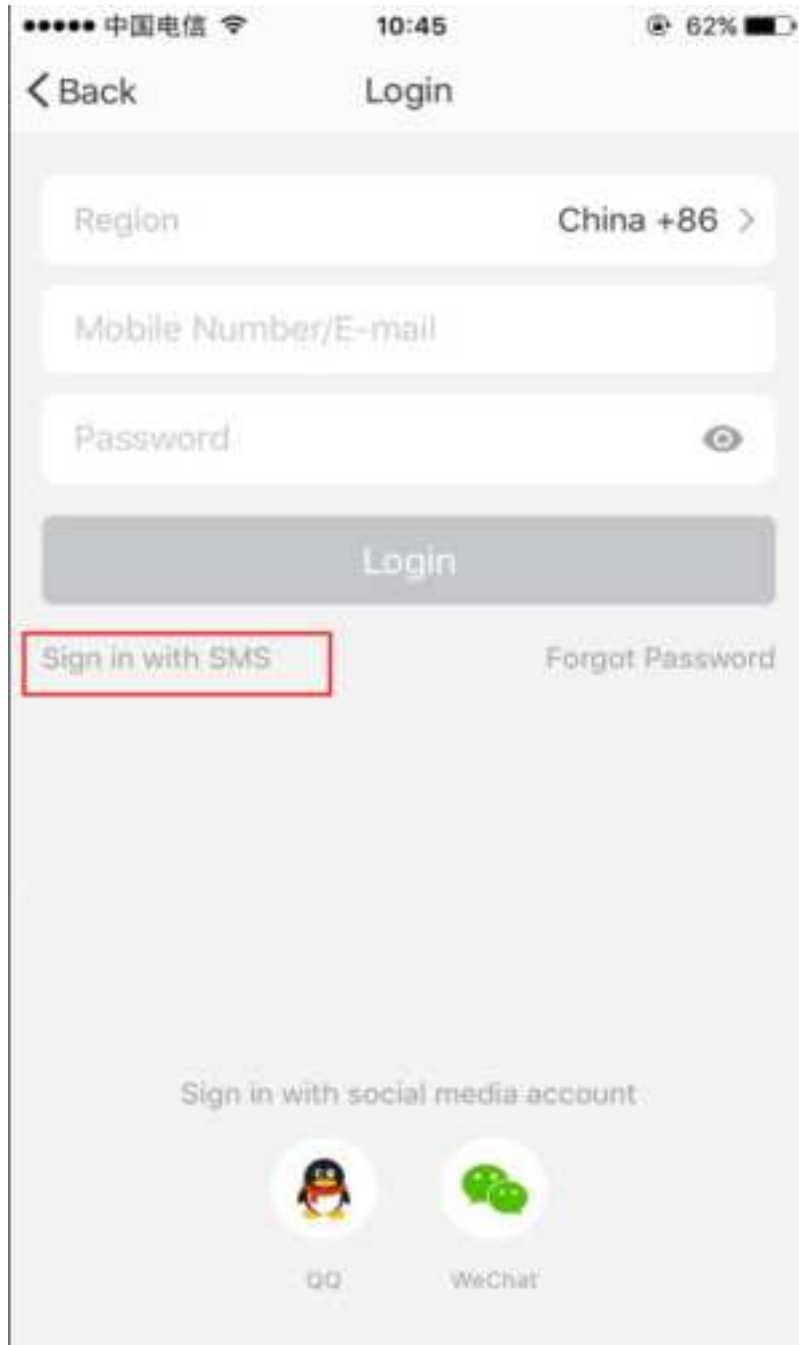 中国电信 10:45 62%
Back Login
Region China +86
Mobile Number/E-mail
Password
Login
Sign in with SMS Forgot Password
Sign in with social media account
QQ WeChat